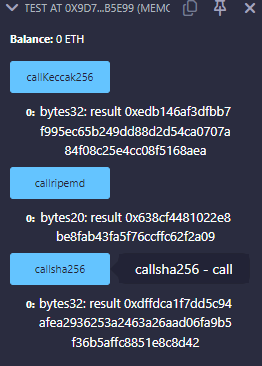 TEST AT 0X9D7...B5E99 (MEMO
Balance: 0 ETH
callKeccak256
0: bytes32: result 0xedb146af3dfbb7
f995ec65b249dd88d2d54ca0707a
84f08c25e4cc08f5168aea
callripemd
0: bytes20: result 0x638cf4481022e8
be8fab43fa5f76ccffc62f2a09
callsha256
callsha256 - call
0: bytes32: result 0xdffdca1f7dd5c94
afea2936253a2463a26aad06fa9b5
f36b5affc8851e8c8d42